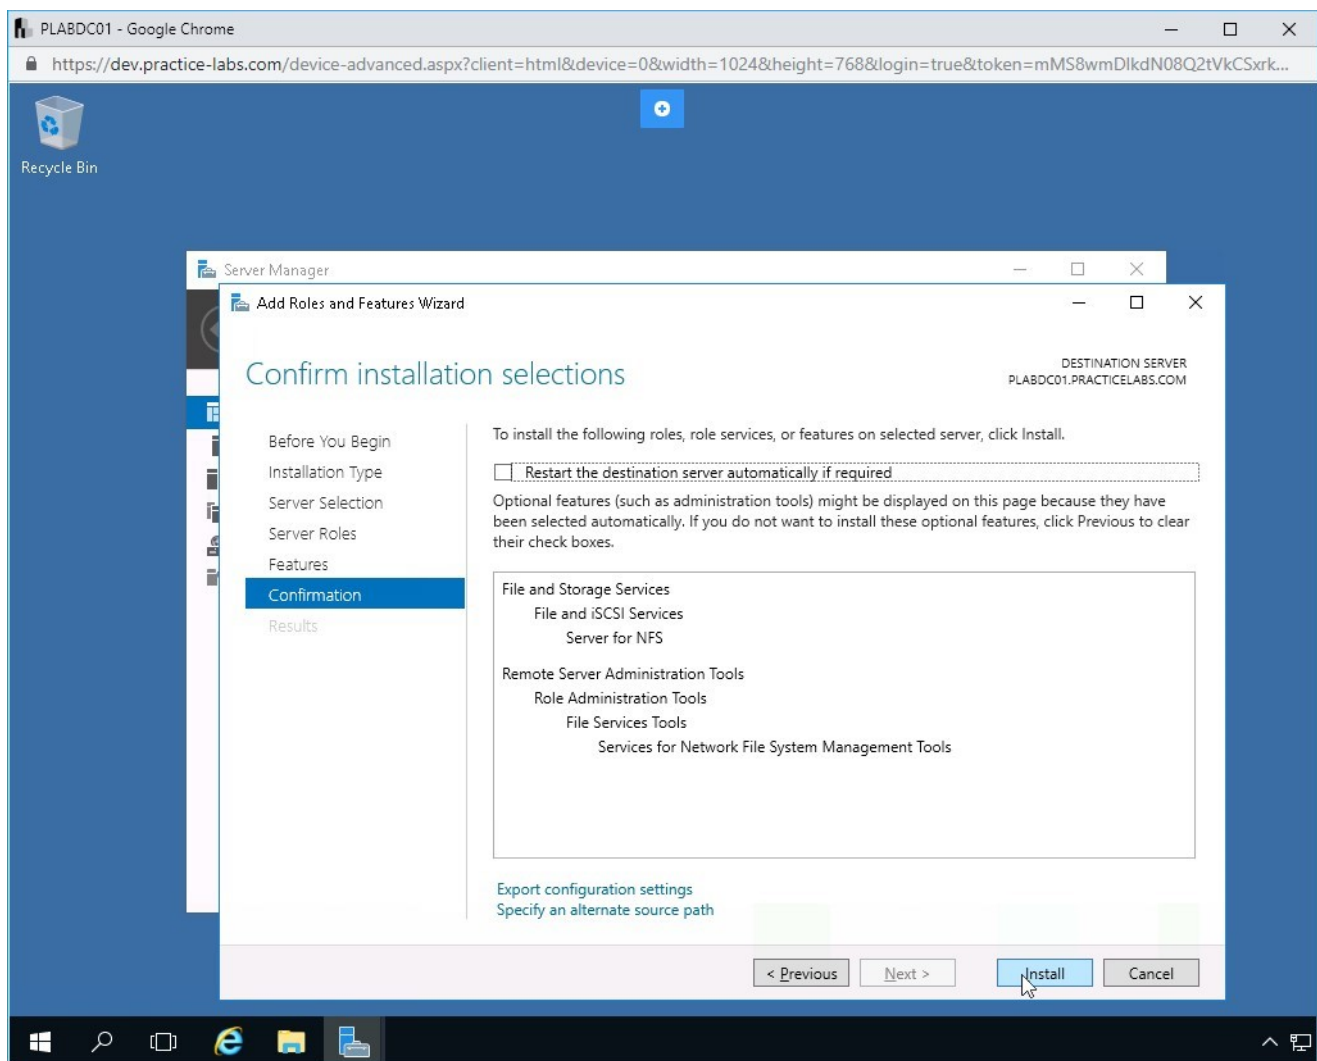 PLABDC01 - Google Chrome
https://dev.practice-labs.com/device-advanced.aspx?client=html&device=0&width=1024&height=768&login=true&token=mMS8wmDlkdN08Q2tVkCSxrk...
Recycle Bin
Server Manager
Add Roles and Features Wizard
Confirm installation selections
DESTINATION SERVER
PLABDC01.PRACTICELABS.COM
Before You Begin
Installation Type
Server Selection
Server Roles
Features
Confirmation
Results
To install the following roles, role services, or features on selected server, click Install.
Restart the destination server automatically if required
Optional features (such as administration tools) might be displayed on this page because they have
been selected automatically. If you do not want to install these optional features, click Previous to clear
their check boxes.
File and Storage Services
File and iSCSI Services
Server for NFS
Remote Server Administration Tools
Role Administration Tools
File Services Tools
Services for Network File System Management Tools
Export configuration settings
Specify an alternate source path
< Previous
Next >
Install
Cancel